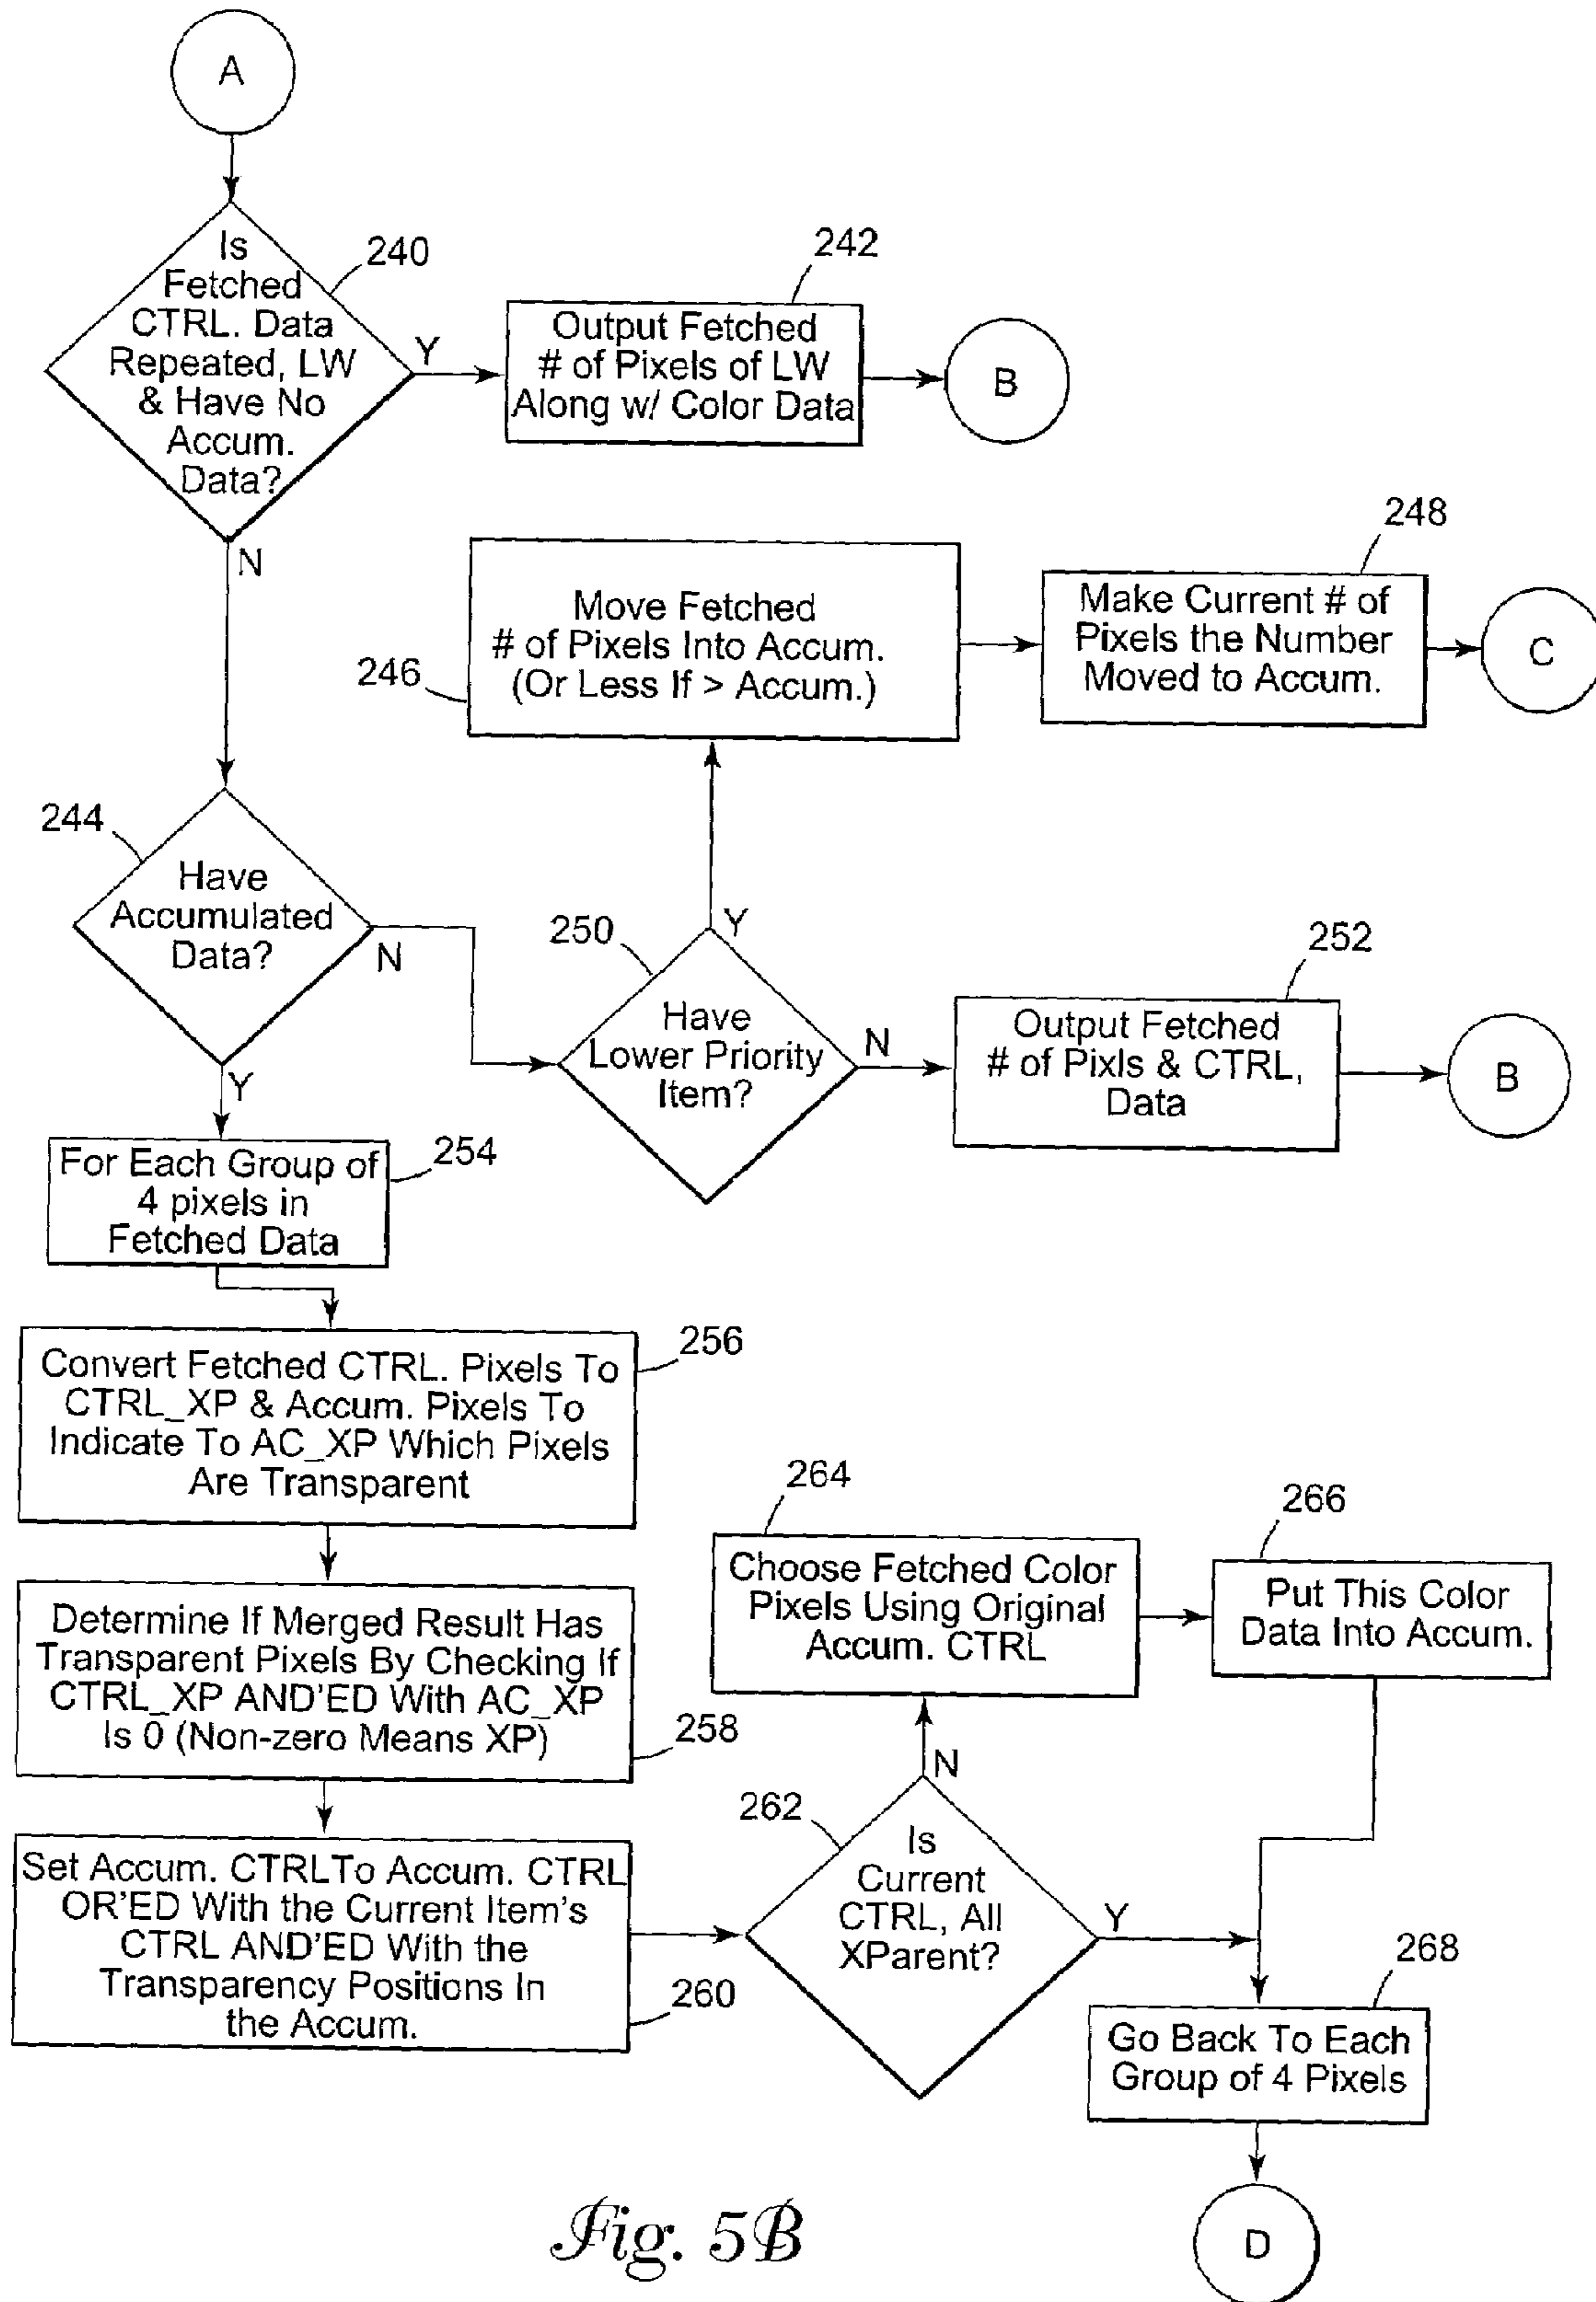 A
Is
Fetched
CTRL. Data
Repeated, LW
& Have No
Accum.
Data?
240
Y
N
242
Output Fetched
# of Pixels of LW
Along w/ Color Data
B
246
Move Fetched
# of Pixels Into Accum.
(Or Less If > Accum.)
248
Make Current # of
Pixels the Number
Moved to Accum.
C
244
Have
Accumulated
Data?
N
Y
250
Have
Lower Priority
Item?
Y
N
252
Output Fetched
# of Pixls & CTRL,
Data
B
For Each Group of
4 pixels in
Fetched Data
254
Convert Fetched CTRL. Pixels To
CTRL_XP & Accum. Pixels To
Indicate To AC_XP Which Pixels
Are Transparent
256
Determine If Merged Result Has
Transparent Pixels By Checking If
CTRL_XP AND'ED With AC_XP
Is 0 (Non-zero Means XP)
258
Set Accum. CTRLTo Accum. CTRL
OR'ED With the Current Item's
CTRL AND'ED With the
Transparency Positions In
the Accum.
260
262
Is
Current
CTRL, All
XParent?
N
Y
264
Choose Fetched Color
Pixels Using Original
Accum. CTRL
266
Put This Color
Data Into Accum.
268
Go Back To Each
Group of 4 Pixels
D
Fig. 5B